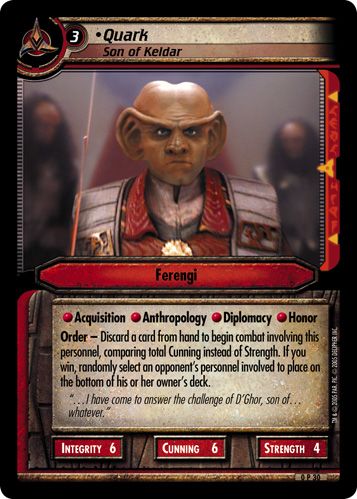 3
•Quark
Son of Keldar
Ferengi
Acquisition Anthropology Diplomacy Honor
Order – Discard a card from hand to begin combat involving this
personnel, comparing total Cunning instead of Strength. If you
win, randomly select an opponent's personnel involved to place on
the bottom of his or her owner's deck.
"…I have come to answer the challenge of D'Ghor, son of…
whatever."
INTEGRITY 6 CUNNING 6 STRENGTH 4
0 P 80